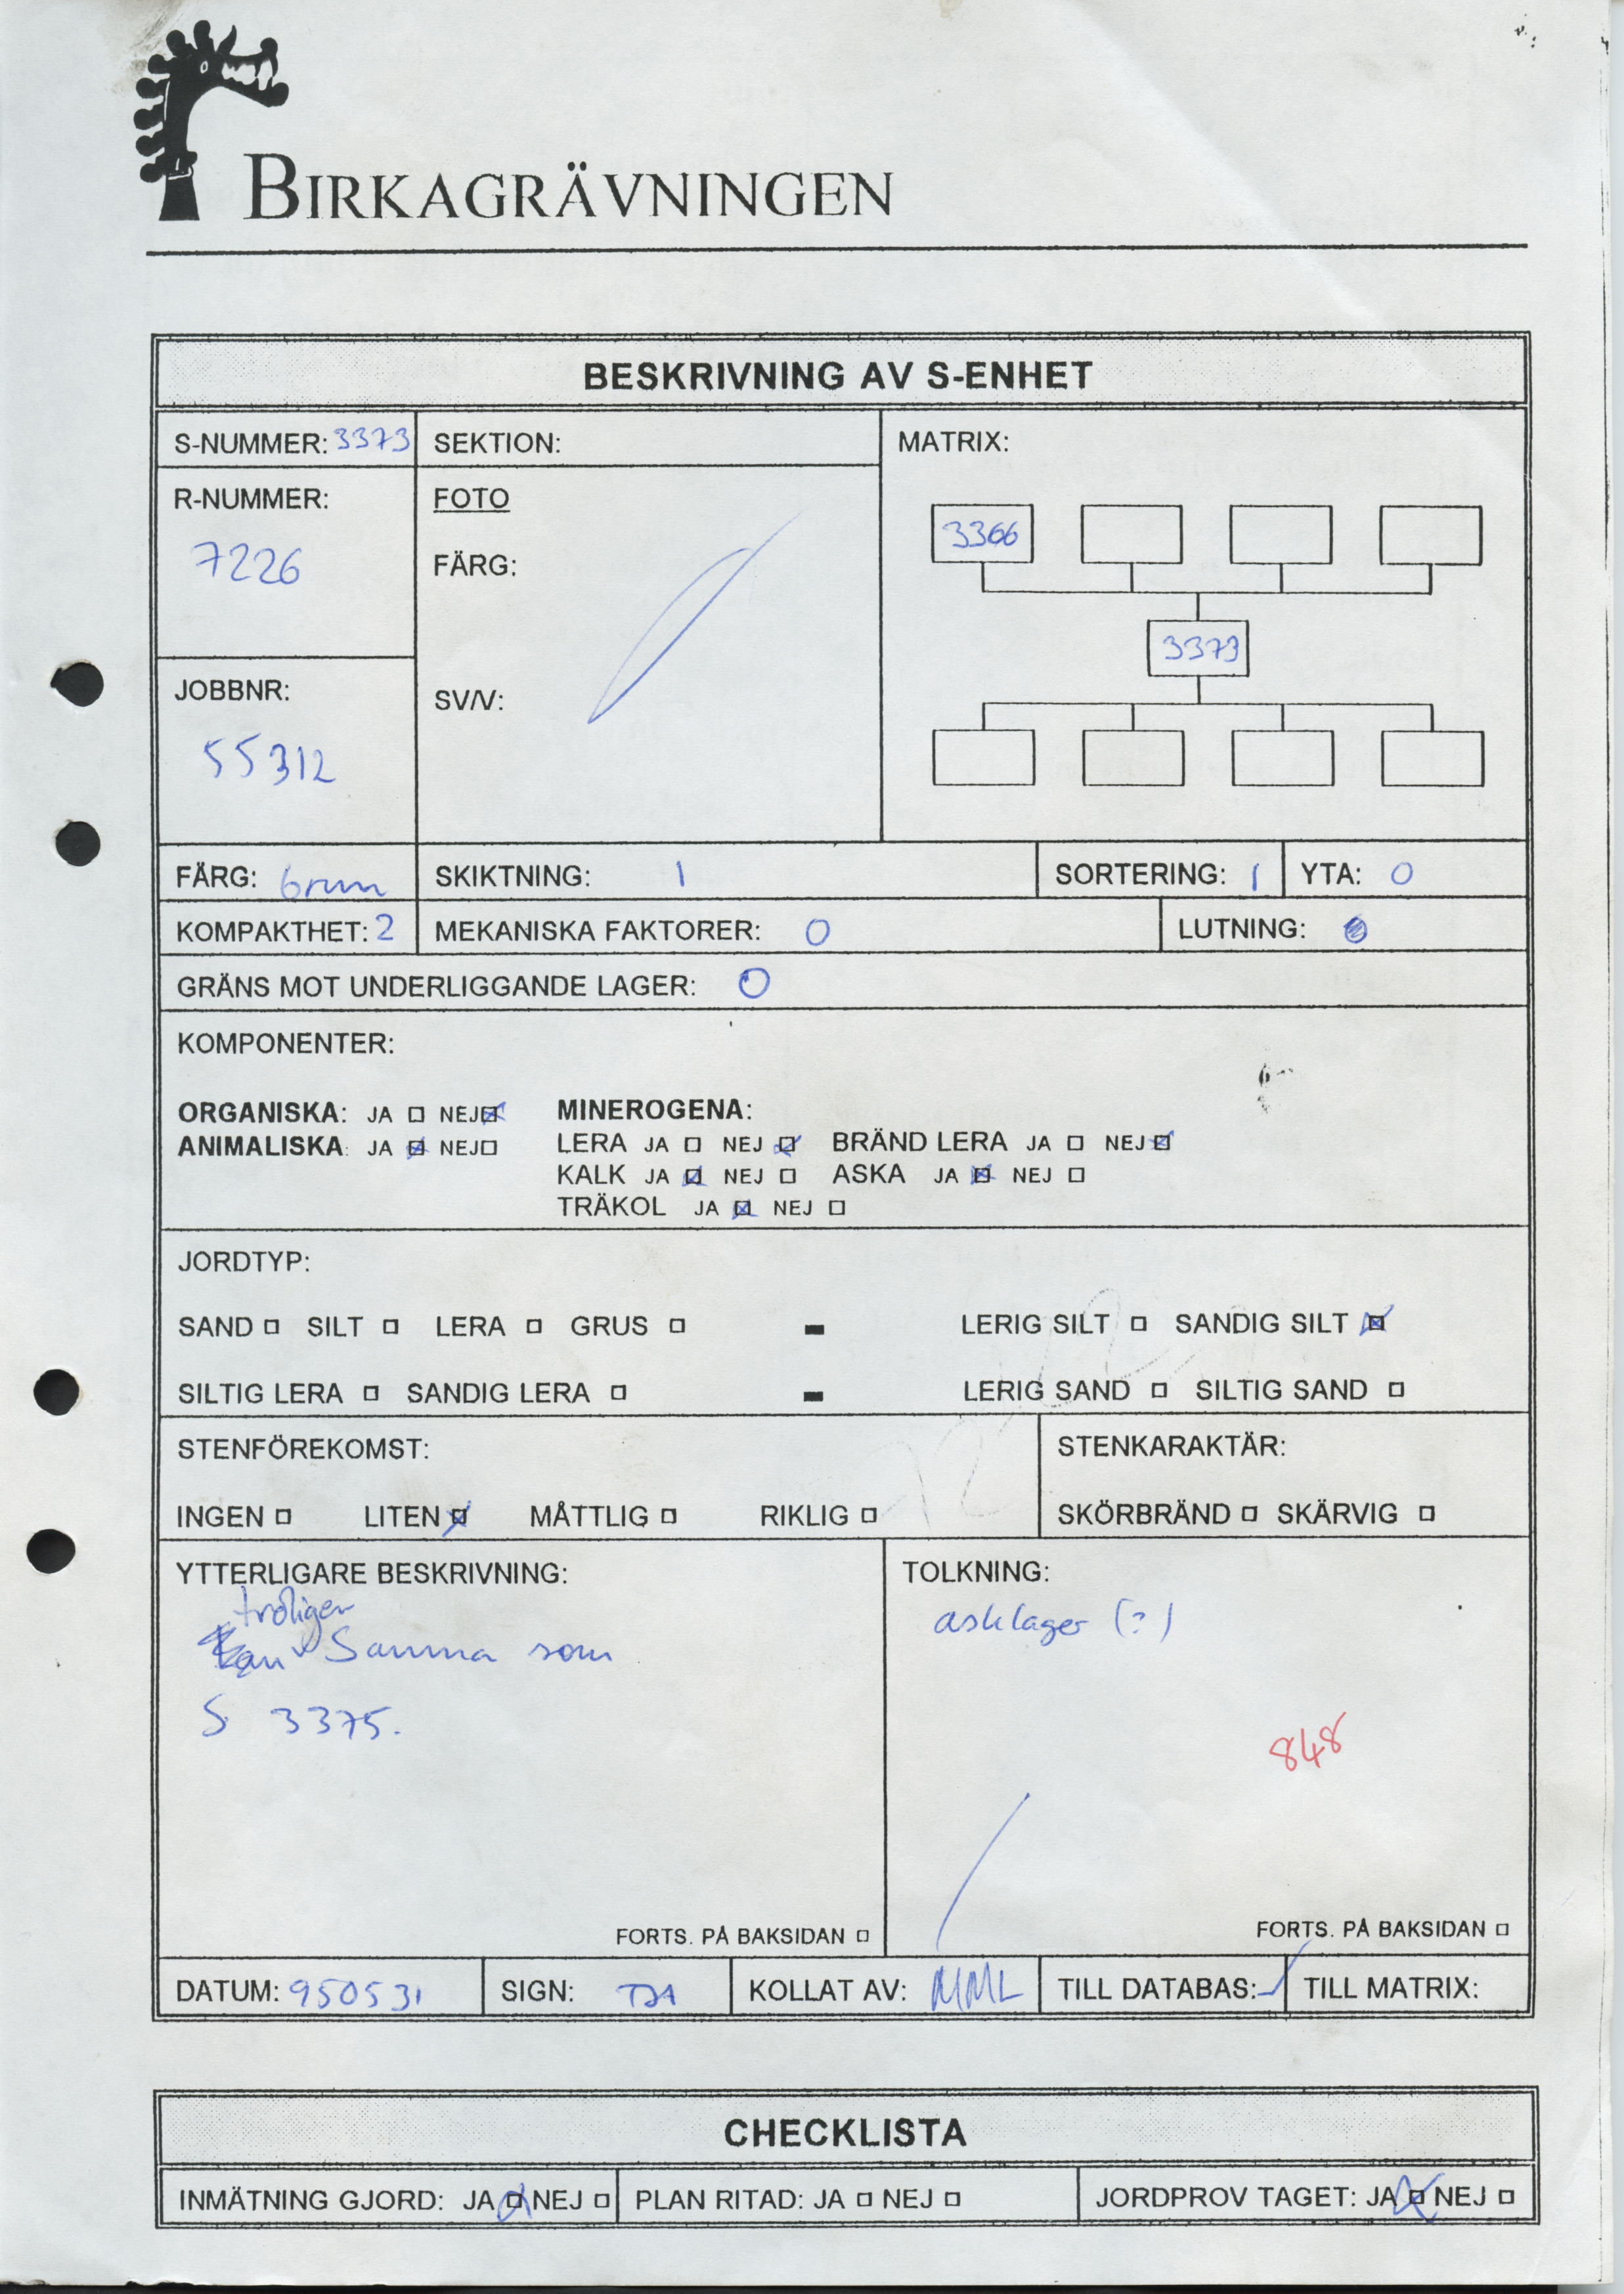 BIRKAGRÄVNINGEN
BESKRIVNING AV S-ENHET
S-NUMMER: 3373
SEKTION:
MATRIX:
R-NUMMER:
7226
FOTO
FÄRG:
SV/V:
3366
3373
JOBBNR:
55312
FÄRG: brun
SKIKTNING: 1
SORTERING: 1
YTA: 0
KOMPAKTHET: 2
MEKANISKA FAKTORER: 0
LUTNING:
GRÄNS MOT UNDERLIGGANDE LAGER: 0
KOMPONENTER:
ORGANISKA: JA □ NEJ ☒ MINEROGENA:
ANIMALISKA: JA ☒ NEJ □ LERA JA □ NEJ ☒ BRÄND LERA JA □ NEJ ☒
KALK JA ☒ NEJ □ ASKA JA ☒ NEJ □
TRÄKOL JA ☒ NEJ □
JORDTYP:
SAND □ SILT □ LERA □ GRUS □ - LERIG SILT □ SANDIG SILT ☒
SILTIG LERA □ SANDIG LERA □ - LERIG SAND □ SILTIG SAND □
STENFÖREKOMST:
INGEN □ LITEN ☒ MÅTTLIG □ RIKLIG □
STENKARAKTÄR:
SKÖRBRÄND □ SKÄRVIG □
YTTERLIGARE BESKRIVNING:
troligen
Kan Samma som
S 3375.
FORTS. PÅ BAKSIDAN □
TOLKNING:
asklager (?)
848
FORTS. PÅ BAKSIDAN □
DATUM: 950531
SIGN:
KOLLAT AV: MML
TILL DATABAS: ✓
TILL MATRIX:
CHECKLISTA
INMÄTNING GJORD: JA ☒ NEJ □
PLAN RITAD: JA □ NEJ □
JORDPROV TAGET: JA ☒ NEJ □